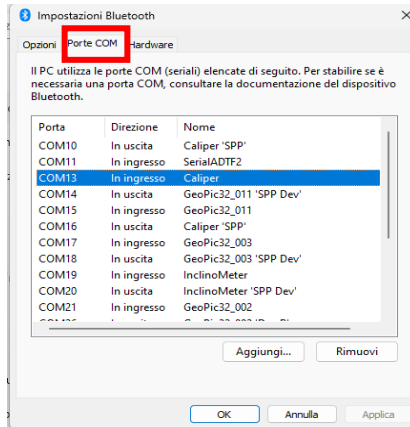 Impostazioni Bluetooth
Opzioni Porte COM Hardware
Il PC utilizza le porte COM (seriali) elencate di seguito. Per stabilire se è
necessaria una porta COM, consultare la documentazione del dispositivo
Bluetooth.
Porta Direzione Nome
COM10 In uscita Caliper 'SPP'
COM11 In ingresso SerialADTF2
COM13 In ingresso Caliper
COM14 In uscita GeoPic32_011 'SPP Dev'
COM15 In ingresso GeoPic32_011
COM16 In uscita Caliper 'SPP'
COM17 In ingresso GeoPic32_003
COM18 In uscita GeoPic32_003 'SPP Dev'
COM19 In ingresso InclinoMeter
COM20 In uscita InclinoMeter 'SPP Dev'
COM21 In ingresso GeoPic32_002
Aggiungi... Rimuovi
OK Annulla Applica